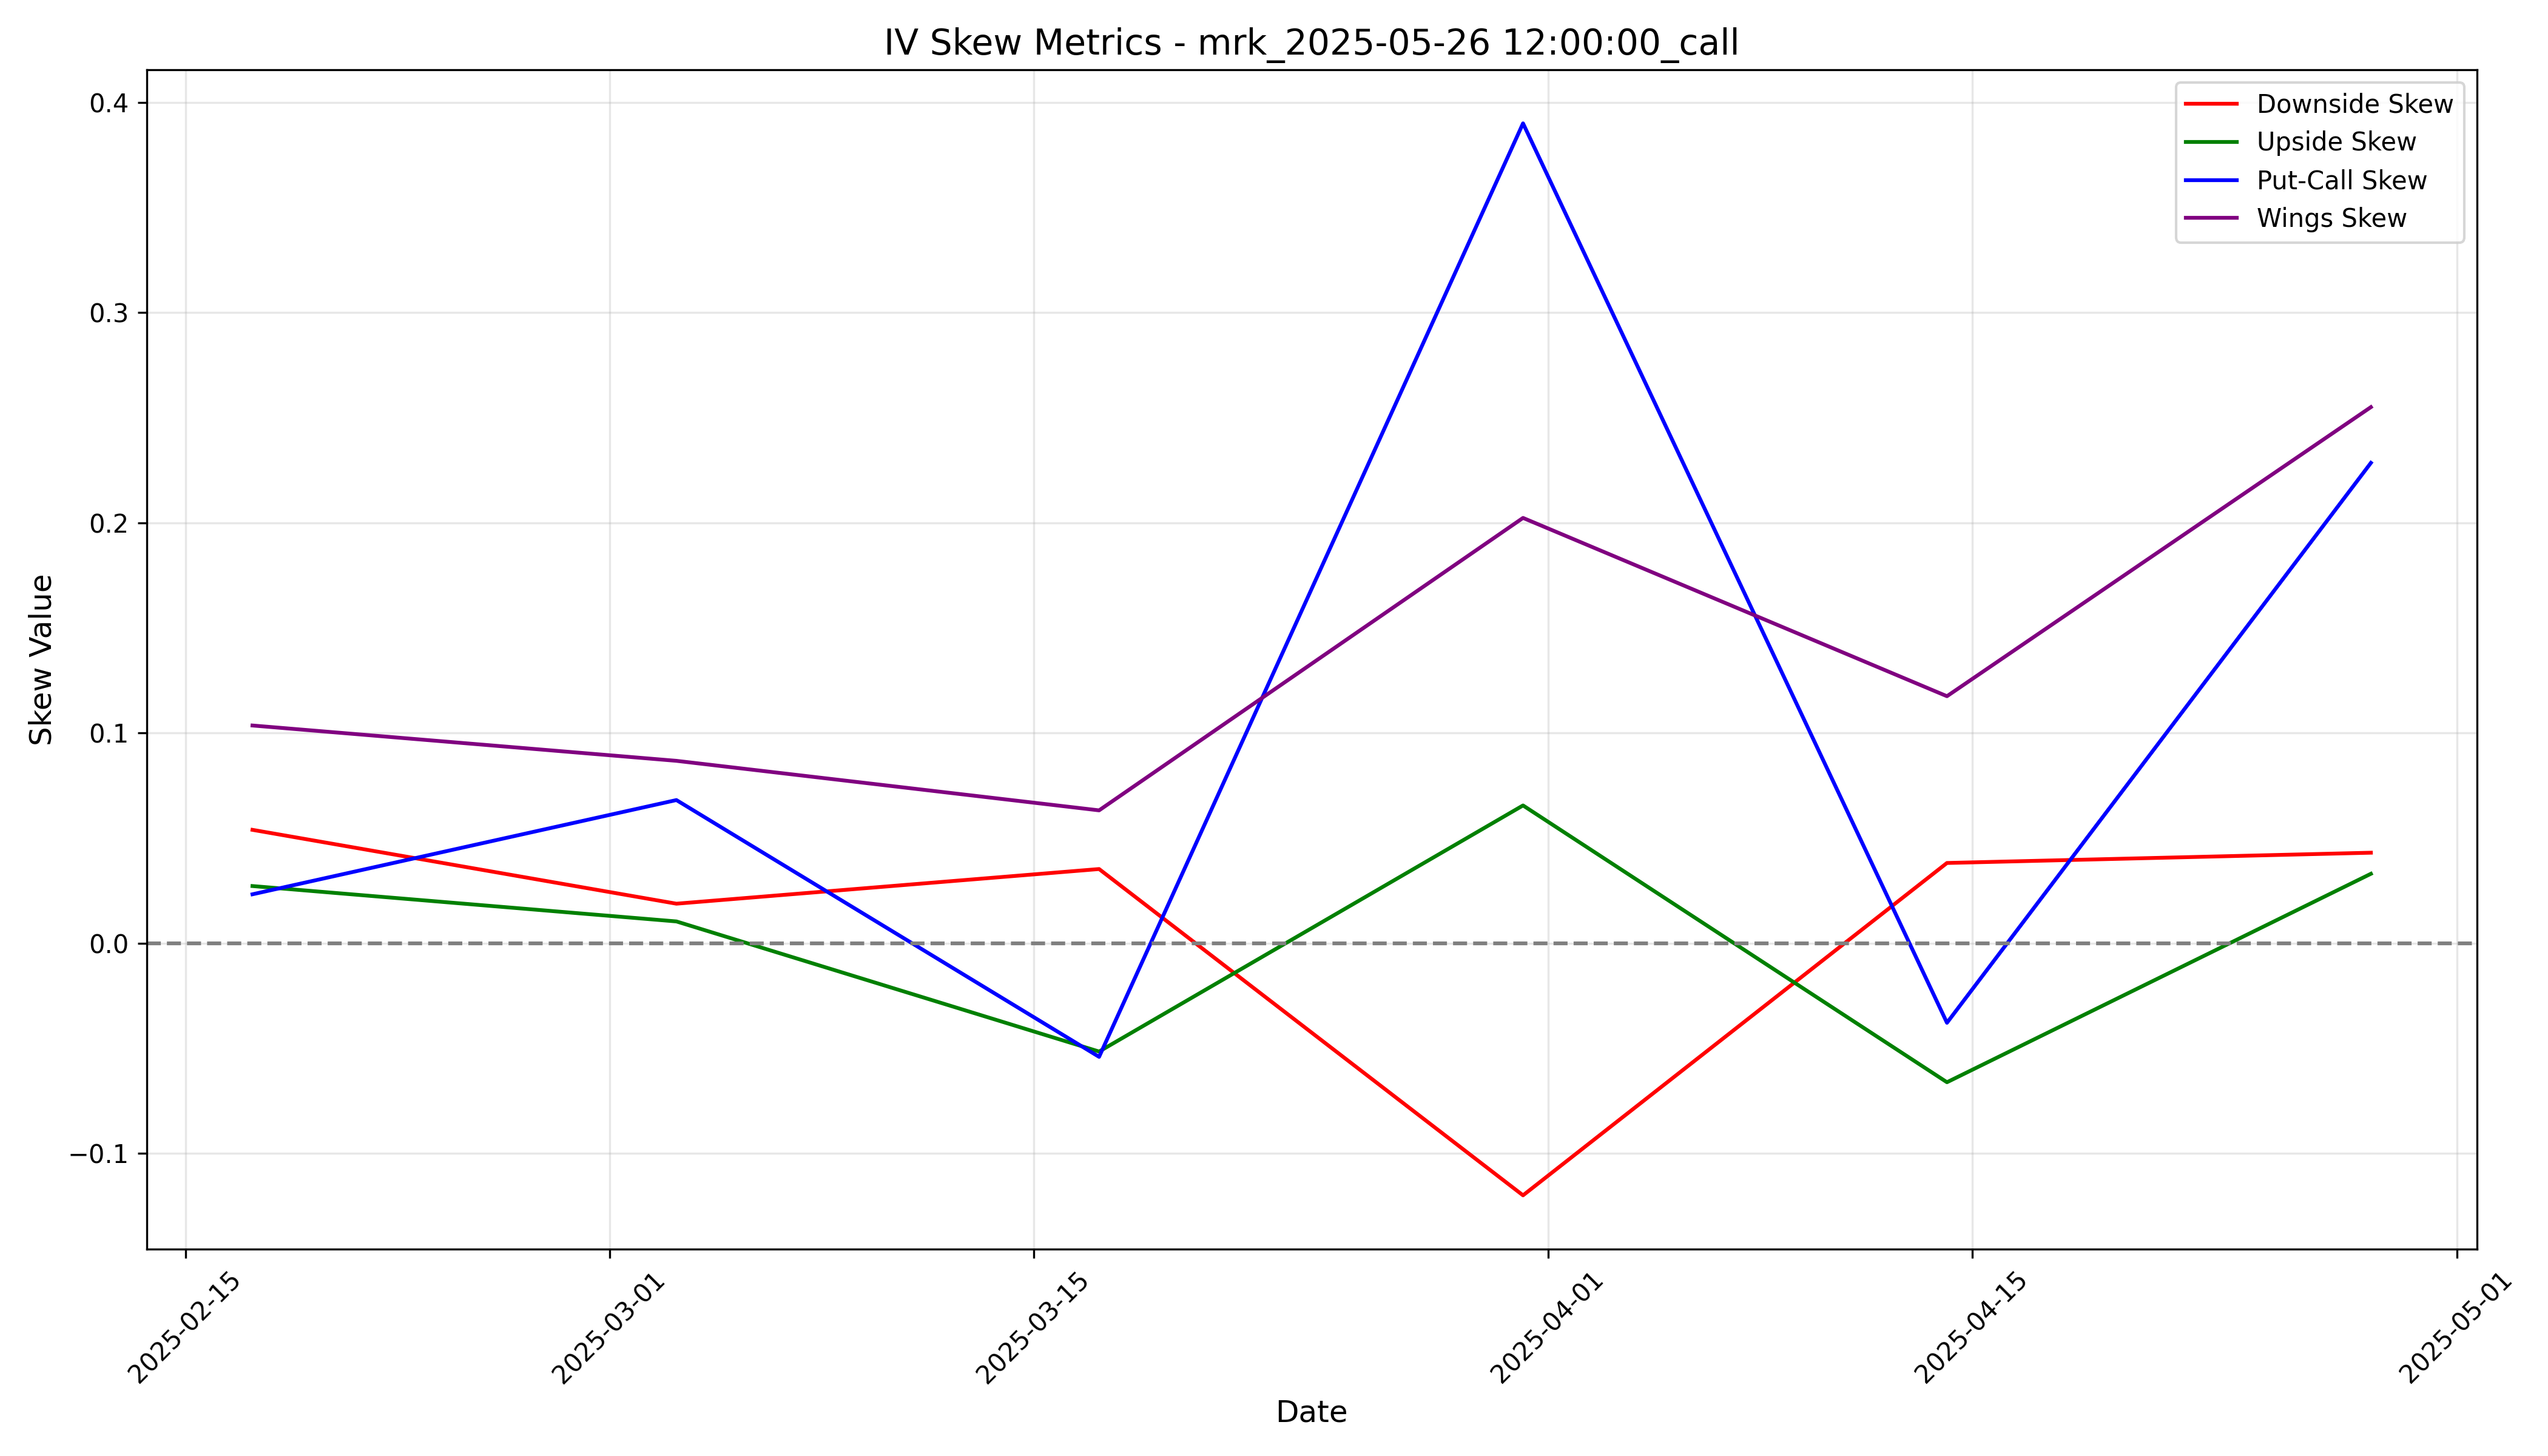 IV Skew Metrics - mrk_2025-05-26 12:00:00_call
Downside Skew
Upside Skew
Put-Call Skew
Wings Skew
Skew Value
0.4
0.3
0.2
0.1
0.0
−0.1
2025-02-15
2025-03-01
2025-03-15
2025-04-01
2025-04-15
2025-05-01
Date